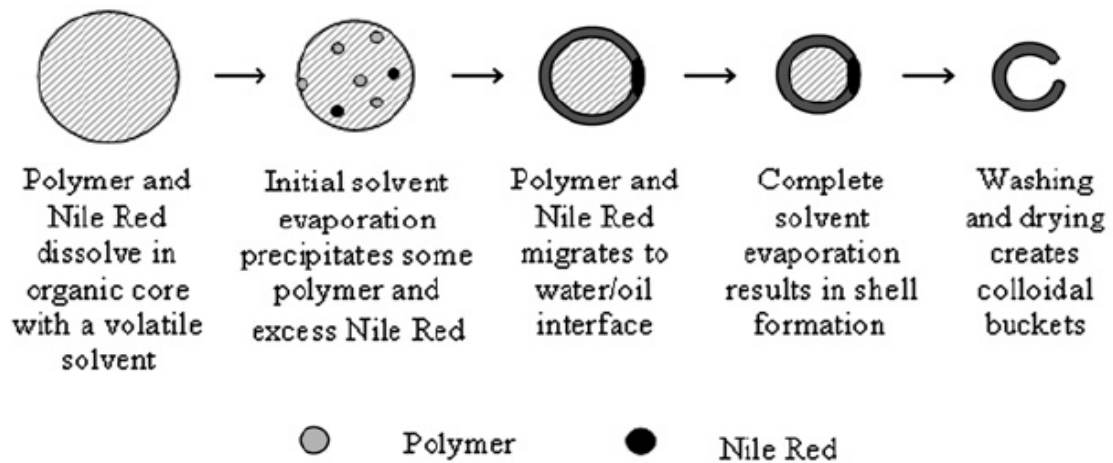 Polymer and
Nile Red
dissolve in
organic core
with a volatile
solvent
Initial solvent
evaporation
precipitates some
polymer and
excess Nile Red
Polymer and
Nile Red
migrates to
water/oil
interface
Complete
solvent
evaporation
results in shell
formation
Washing
and drying
creates
colloidal
buckets
Polymer
Nile Red